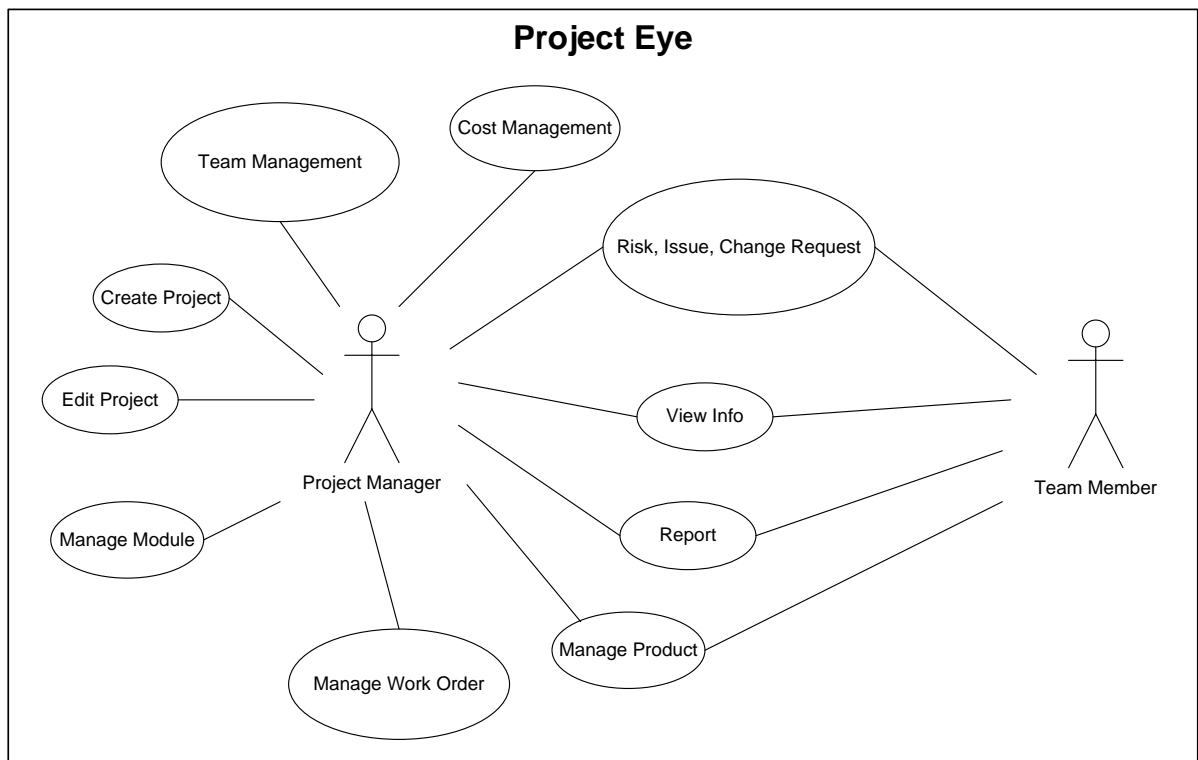 Project Eye
Cost Management
Team Management
Risk, Issue, Change Request
Create Project
Edit Project
View Info
Project Manager
Team Member
Manage Module
Report
Manage Product
Manage Work Order